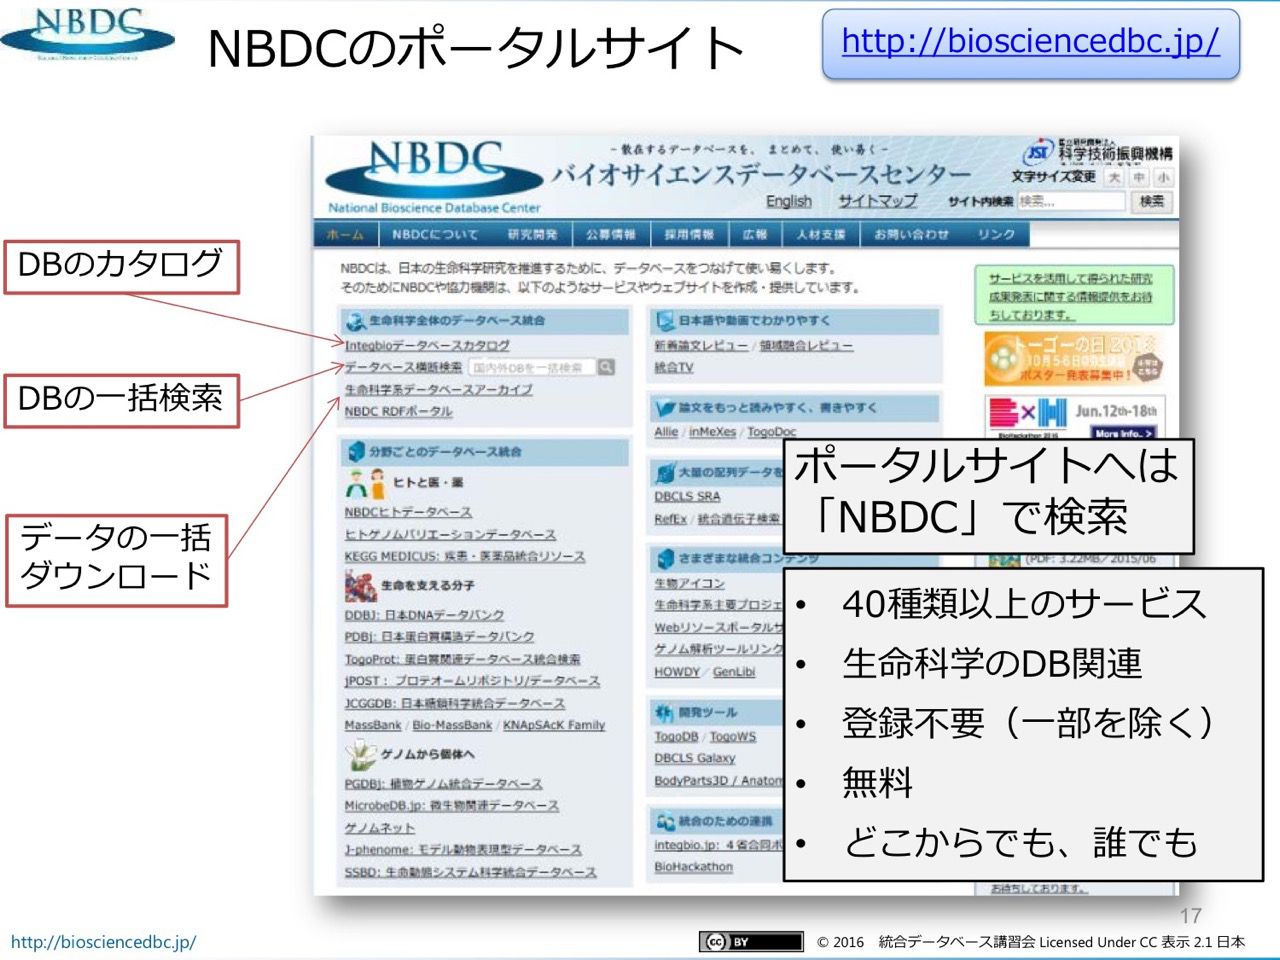 NBDC
NBDCのポータルサイト
http://biosciencedbc.jp/
DBのカタログ
DBの一括検索
データの一括
ダウンロード
NBDC
National Bioscience Database Center
－散在するデータベースを、まとめて、使い易く－
バイオサイエンスデータベースセンター
JST
科学技術振興機構
文字サイズ変更 大 中 小
English サイトマップ サイト内検索 検索... 検索
ホーム NBDCについて 研究開発 公募情報 採用情報 広報 人材支援 お問い合わせ リンク
NBDCは、日本の生命科学研究を推進するために、データベースをつなげて使い易くします。
そのためにNBDCや協力機関は、以下のようなサービスやウェブサイトを作成・提供しています。
生命科学全体のデータベース統合
Integbioデータベースカタログ
データベース横断検索 国内外DBを一括検索
生命科学系データベースアーカイブ
NBDC RDFポータル
分野ごとのデータベース統合
ヒトと医・薬
NBDCヒトデータベース
ヒトゲノムバリエーションデータベース
KEGG MEDICUS: 疾患・医薬品統合リソース
生命を支える分子
DDBJ: 日本DNAデータバンク
PDBj: 日本蛋白質構造データバンク
TogoProt: 蛋白質関連データベース統合検索
jPOST： プロテオームリポジトリ/データベース
JCGGDB: 日本糖鎖科学統合データベース
MassBank / Bio-MassBank / KNApSAcK Family
ゲノムから個体へ
PGDBj: 植物ゲノム統合データベース
MicrobeDB.jp: 微生物関連データベース
ゲノムネット
J-phenome: モデル動物表現型データベース
SSBD: 生命動態システム科学統合データベース
日本語や動画でわかりやすく
新着論文レビュー / 領域融合レビュー
統合TV
論文をもっと読みやすく、書きやすく
Allie / inMeXes / TogoDoc
大量の配列データを
DBCLS SRA
RefEx / 統合遺伝子検索
さまざまな統合コンテンツ
生物アイコン
生命科学系主要プロジェ
Webリソースポータルサ
ゲノム解析ツールリンク
HOWDY / GenLibi
開発ツール
TogoDB / TogoWS
DBCLS Galaxy
BodyParts3D / Anatom
統合のための連携
integbio.jp: 4省合同ポ
BioHackathon
サービスを活用して得られた研究
成果発表に関する情報提供をお待
ちしております。
トーゴーの日2016
10月5-6日
ポスター発表募集中！
Jun.12th-18th
BioHackathon 2016
More Info.. >
(PDF: 3.22MB／2015/06
お待ちしております。
ポータルサイトへは
「NBDC」で検索
• 40種類以上のサービス
• 生命科学のDB関連
• 登録不要（一部を除く）
• 無料
• どこからでも、誰でも
17
http://biosciencedbc.jp/
CC BY
© 2016 統合データベース講習会 Licensed Under CC 表示 2.1 日本